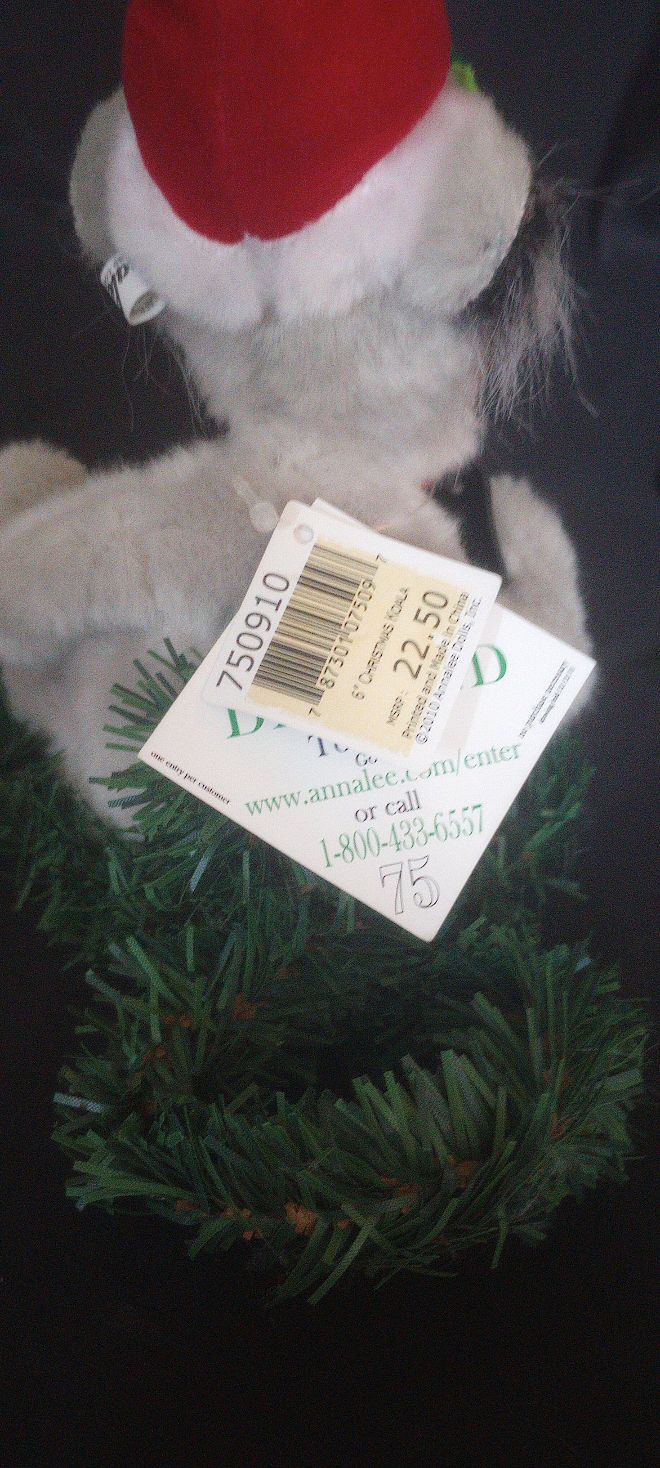 750910
7 87301 07509 7
6" CHRISTMAS KOALA
MSRP: 22.50
Printed and Made in China
©2010 Annalee Dolls, Inc.
D
D
one entry per customer
www.annalee.com/enter
or call
1-800-433-6557
75